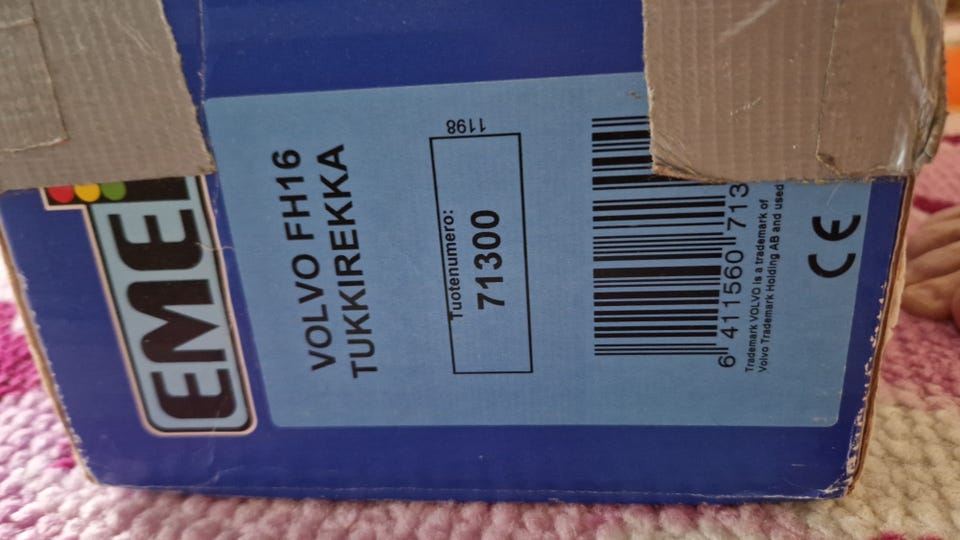 EME
VOLVO FH16
TUKKIREKKA
Tuotenumero:
71300
1198
6 411560 713
Trademark VOLVO is a trademark of
Volvo Trademark Holding AB and used
CE